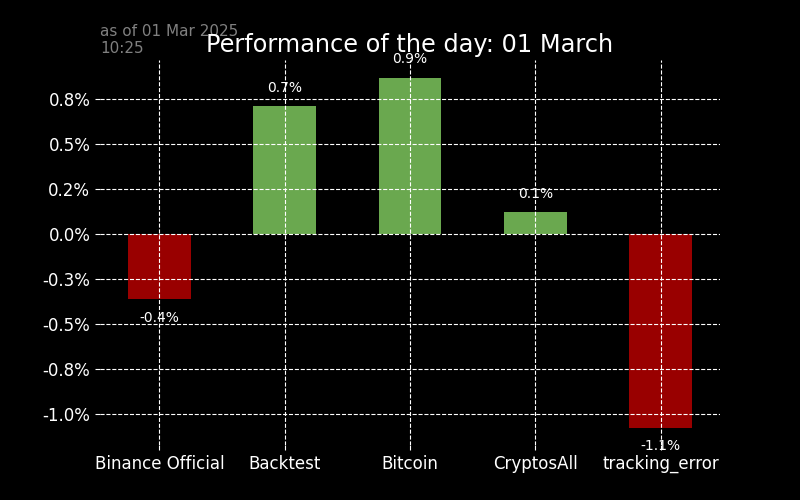 as of 01 Mar 2025
10:25
Performance of the day: 01 March
0.9%
0.7%
0.8%
0.5%
0.2%
0.1%
0.0%
-0.3%
-0.4%
-0.5%
-0.8%
-1.0%
-1.1%
Binance Official
Backtest
Bitcoin
CryptosAll
tracking_error